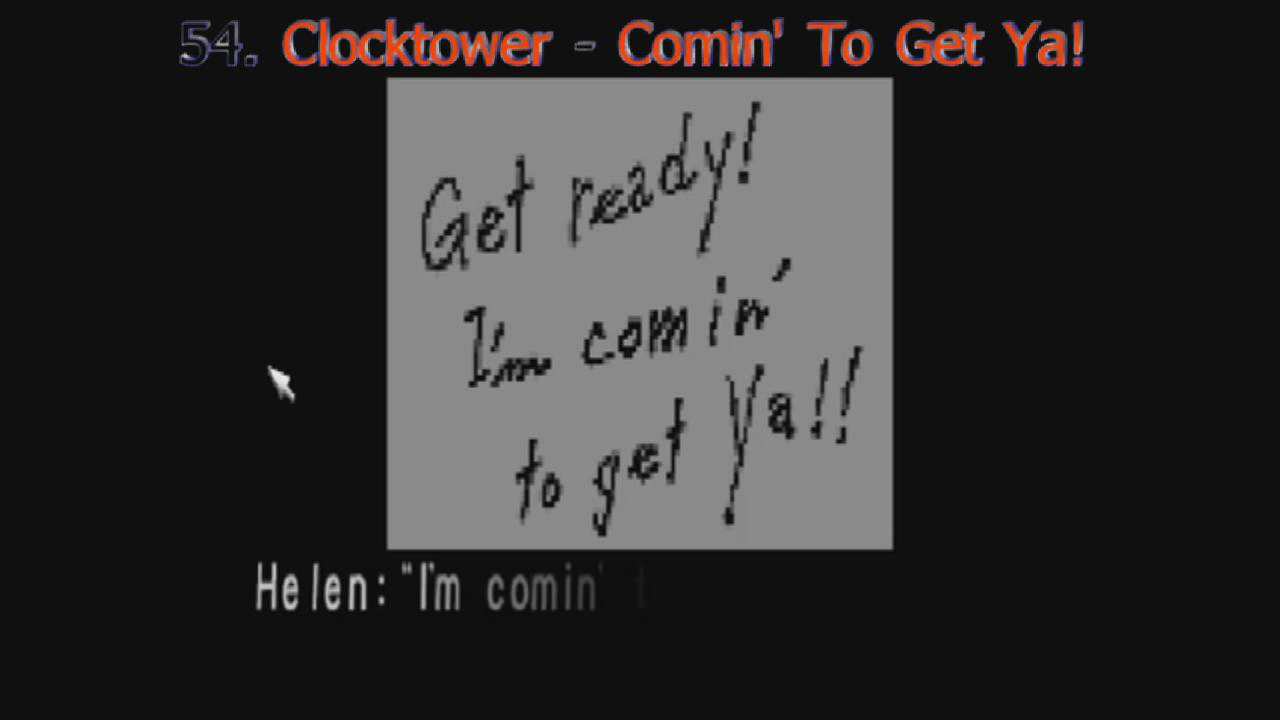 54. Clocktower - Comin' To Get Ya!
Get ready!
I'm comin'
to get Ya!!
Helen: "I'm comin' t